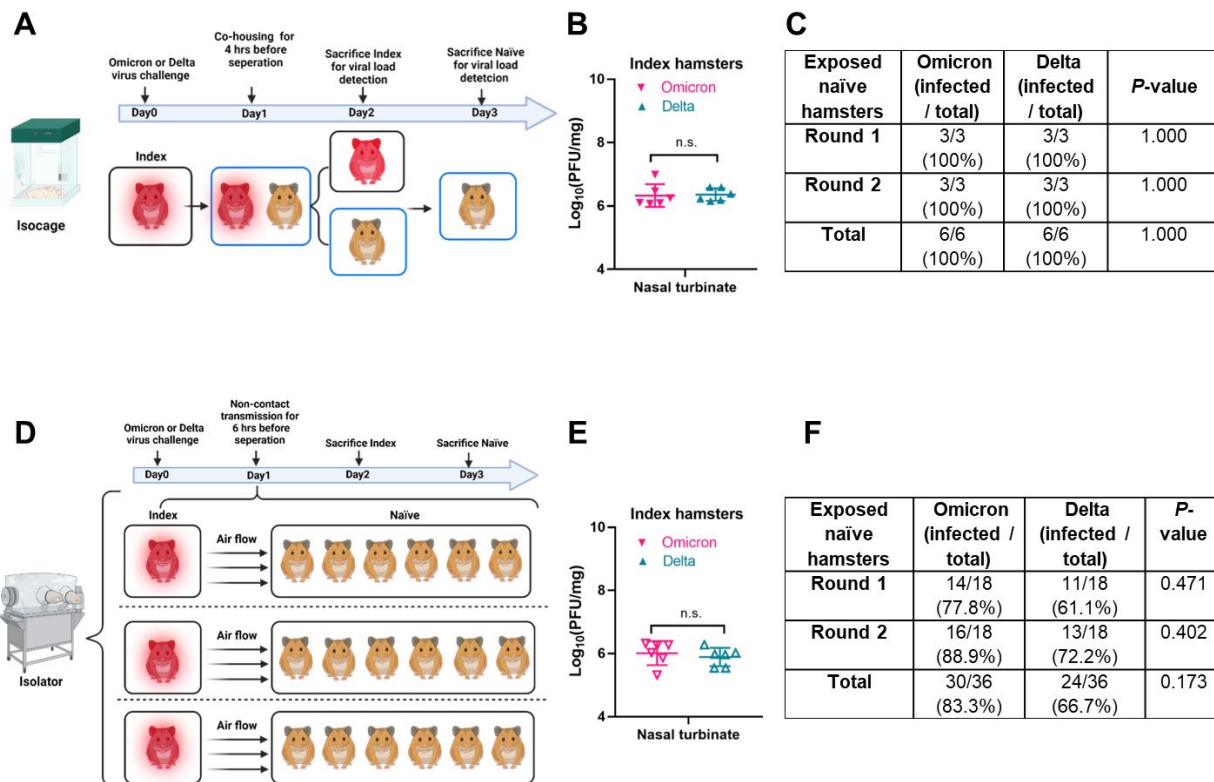 A
Omicron or Delta
virus challenge
Co-housing for
4 hrs before
seperation
Sacrifice Index
for viral load
detection
Sacrifice Naïve
for viral load
detetcion
Day0
Day1
Day2
Day3
Index
Isocage
B
Index hamsters
Omicron
Delta
n.s.
Log10(PFU/mg)
10
8
6
4
Nasal turbinate
C
Exposed
naïve
hamsters
Omicron
(infected
/ total)
Delta
(infected
/ total)
P-value
Round 1
3/3
(100%)
3/3
(100%)
1.000
Round 2
3/3
(100%)
3/3
(100%)
1.000
Total
6/6
(100%)
6/6
(100%)
1.000
D
Omicron or Delta
virus challenge
Non-contact
transmission for
6 hrs before
seperation
Sacrifice Index
Sacrifice Naïve
Day0
Day1
Day2
Day3
Index
Naïve
Air flow
Air flow
Air flow
Isolator
E
Index hamsters
Omicron
Delta
n.s.
Log10(PFU/mg)
10
8
6
4
Nasal turbinate
F
Exposed
naïve
hamsters
Omicron
(infected /
total)
Delta
(infected /
total)
P-
value
Round 1
14/18
(77.8%)
11/18
(61.1%)
0.471
Round 2
16/18
(88.9%)
13/18
(72.2%)
0.402
Total
30/36
(83.3%)
24/36
(66.7%)
0.173